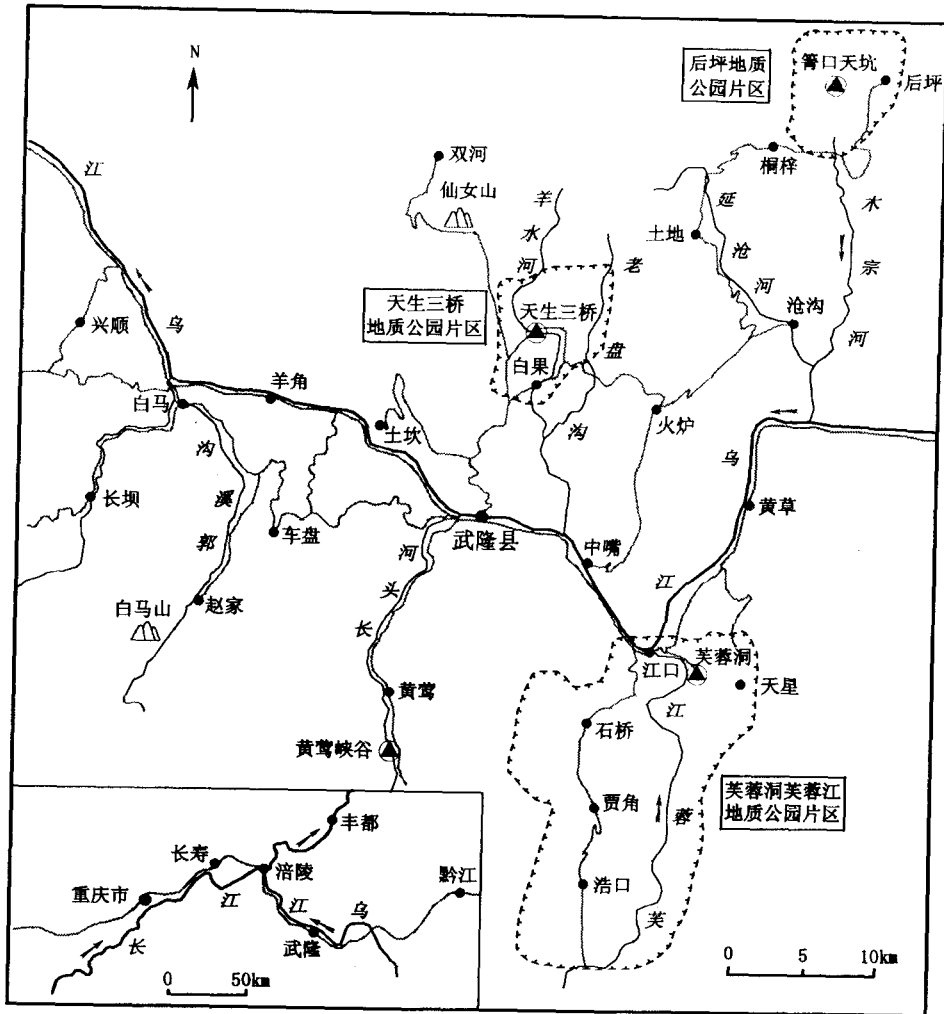 N
后坪地质
公园片区
箐口天坑
后坪
双河
仙女山
桐梓
羊水河
老盘沟
延沧河
木宗河
土地
天生三桥
地质公园片区
天生三桥
沧沟
江
乌
兴顺
白果
羊角
白马
土坎
火炉
沟溪郭
长坝
车盘
武隆县
河头长
中嘴
乌
江
黄草
白马山
赵家
江口
芙蓉洞
天星
黄莺
石桥
江
蓉
芙
黄莺峡谷
贾角
浩口
芙蓉洞芙蓉江
地质公园片区
0 5 10km
丰都
长寿
涪陵
重庆市
黔江
江
江
乌
长
武隆
0 50km